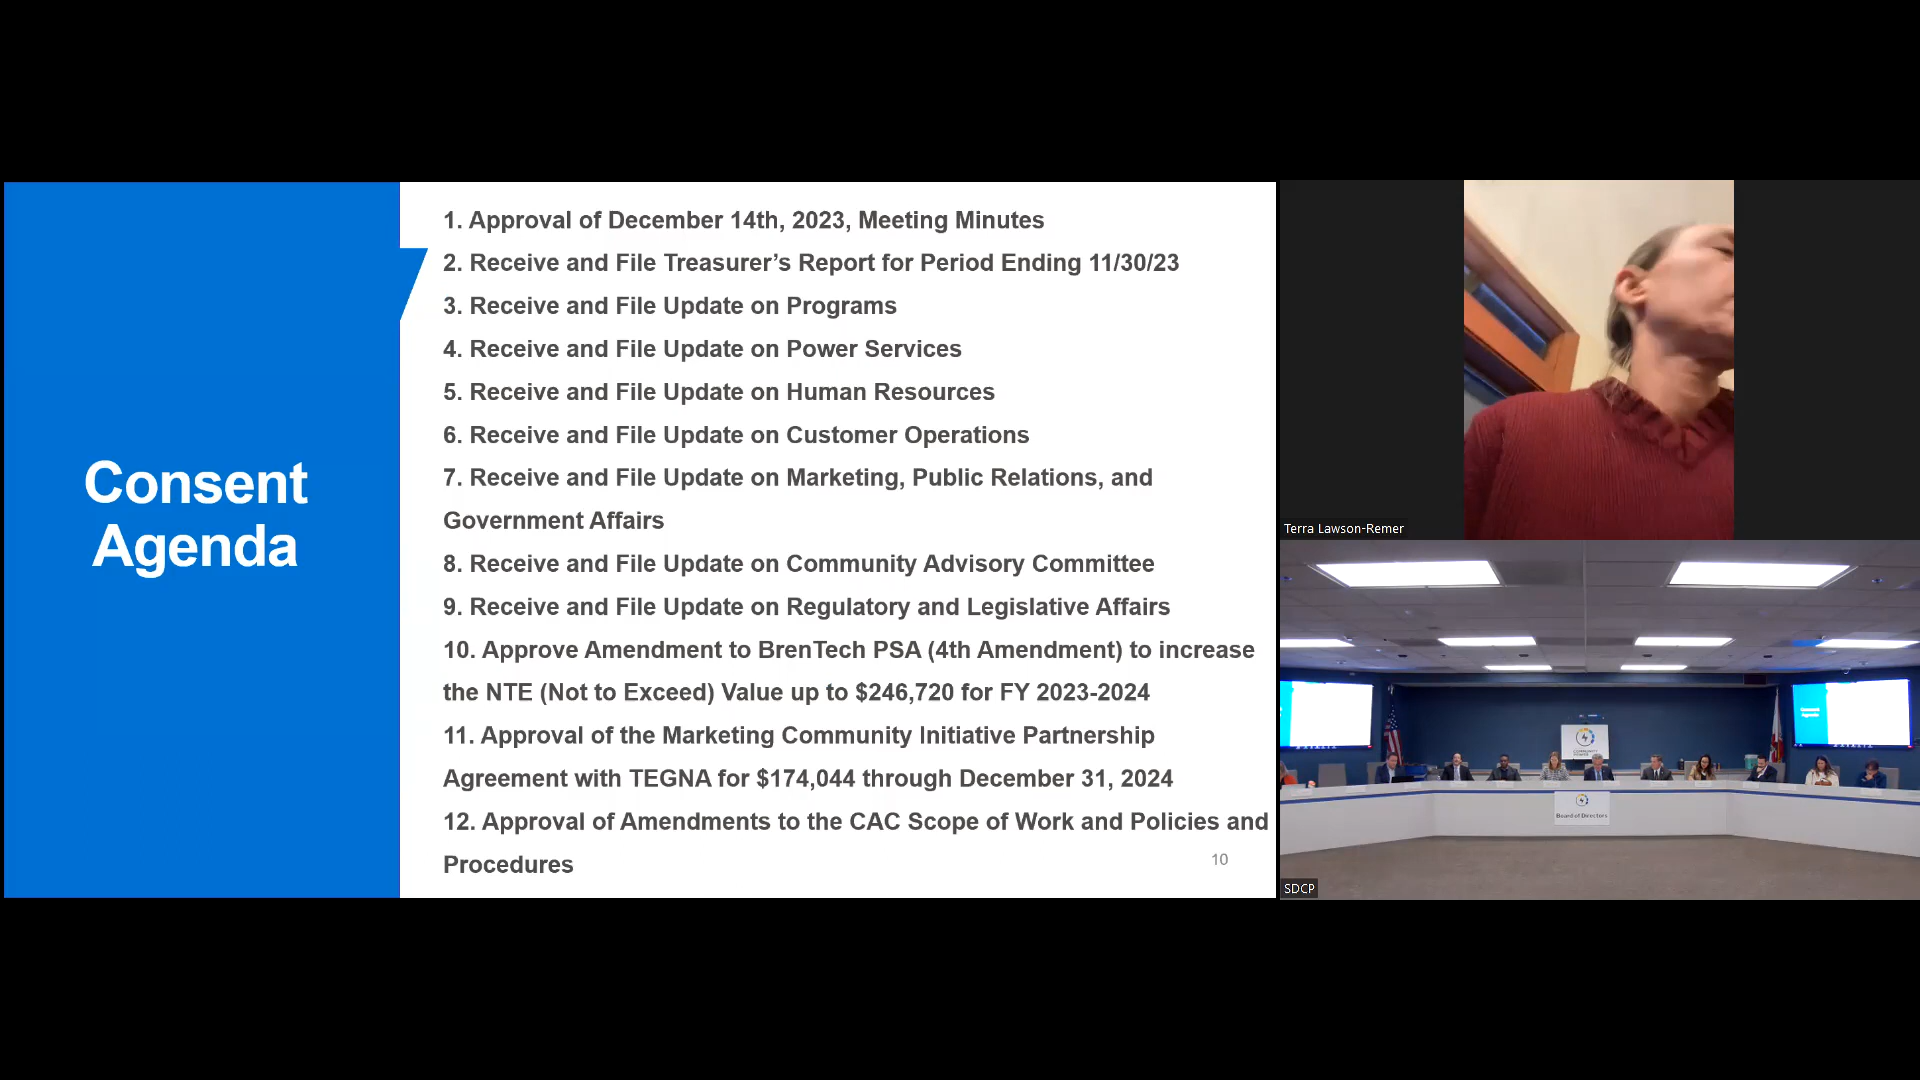 Consent
Agenda
1. Approval of December 14th, 2023, Meeting Minutes
2. Receive and File Treasurer’s Report for Period Ending 11/30/23
3. Receive and File Update on Programs
4. Receive and File Update on Power Services
5. Receive and File Update on Human Resources
6. Receive and File Update on Customer Operations
7. Receive and File Update on Marketing, Public Relations, and
Government Affairs
8. Receive and File Update on Community Advisory Committee
9. Receive and File Update on Regulatory and Legislative Affairs
10. Approve Amendment to BrenTech PSA (4th Amendment) to increase
the NTE (Not to Exceed) Value up to $246,720 for FY 2023-2024
11. Approval of the Marketing Community Initiative Partnership
Agreement with TEGNA for $174,044 through December 31, 2024
12. Approval of Amendments to the CAC Scope of Work and Policies and
Procedures
10
Terra Lawson-Remer
Consent
Agenda
COMMUNITY
POWER
Board of Directors
SDCP